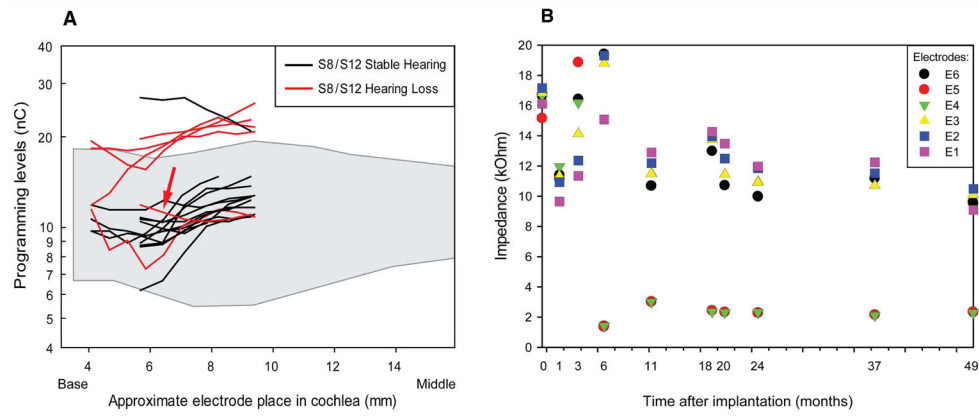 A
Programming levels (nC)
40
30
20
10
9
8
7
6
5
4
S8/S12 Stable Hearing
S8/S12 Hearing Loss
4 6 8 10 12 14
Base Middle
Approximate electrode place in cochlea (mm)
B
Impedance (kOhm)
20
18
16
14
12
10
8
6
4
2
0
Electrodes:
E6
E5
E4
E3
E2
E1
0 1 3 6 11 18 20 24 37 49
Time after implantation (months)